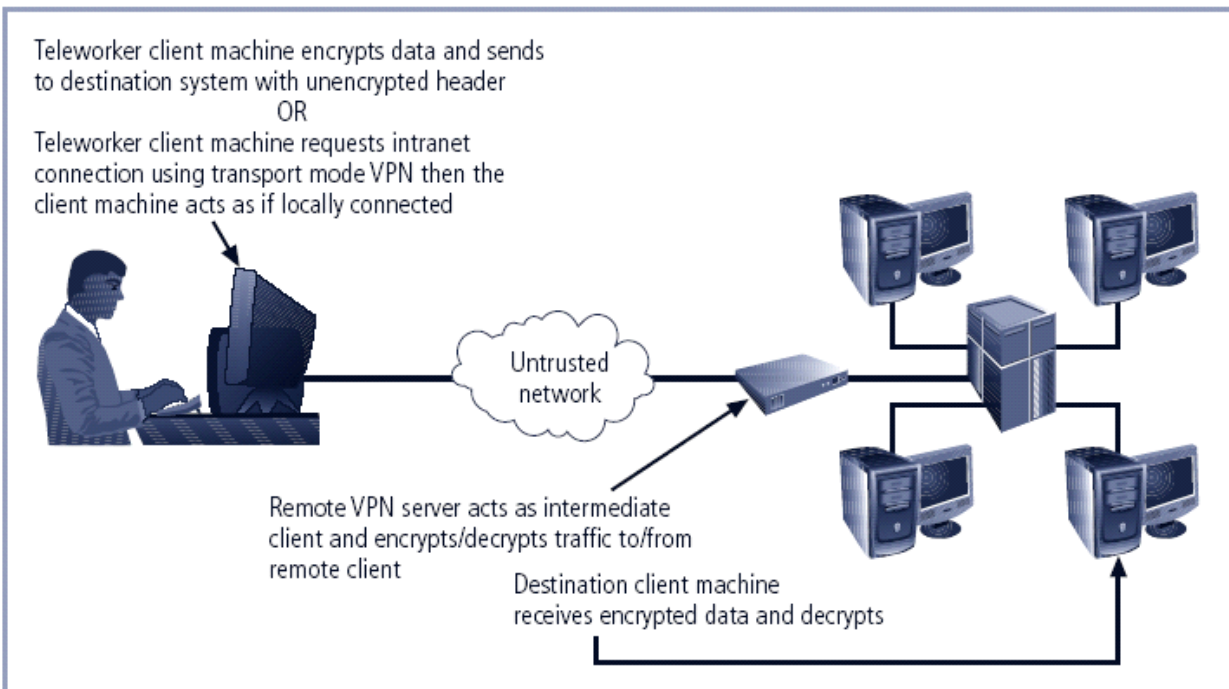 Teleworker client machine encrypts data and sends
to destination system with unencrypted header
OR
Teleworker client machine requests intranet
connection using transport mode VPN then the
client machine acts as if locally connected
Untrusted
network
Remote VPN server acts as intermediate
client and encrypts/decrypts traffic to/from
remote client
Destination client machine
receives encrypted data and decrypts